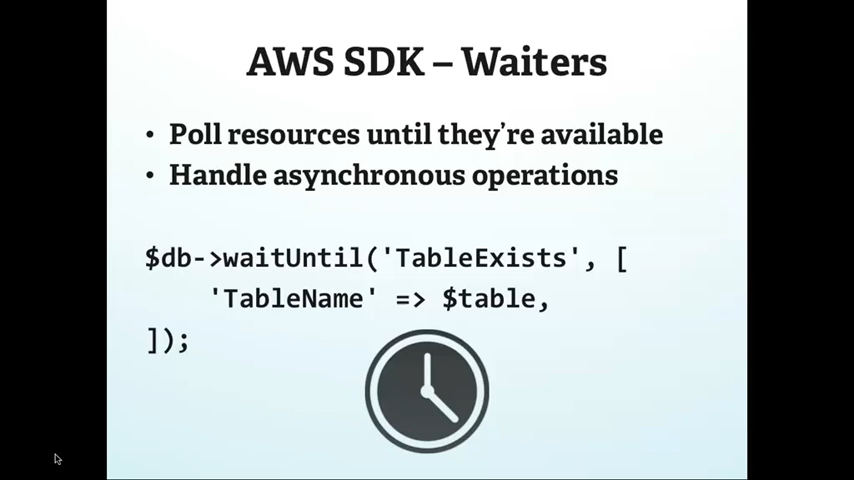 AWS SDK – Waiters
• Poll resources until they’re available
• Handle asynchronous operations
$db->waitUntil('TableExists', [
    'TableName' => $table,
]);